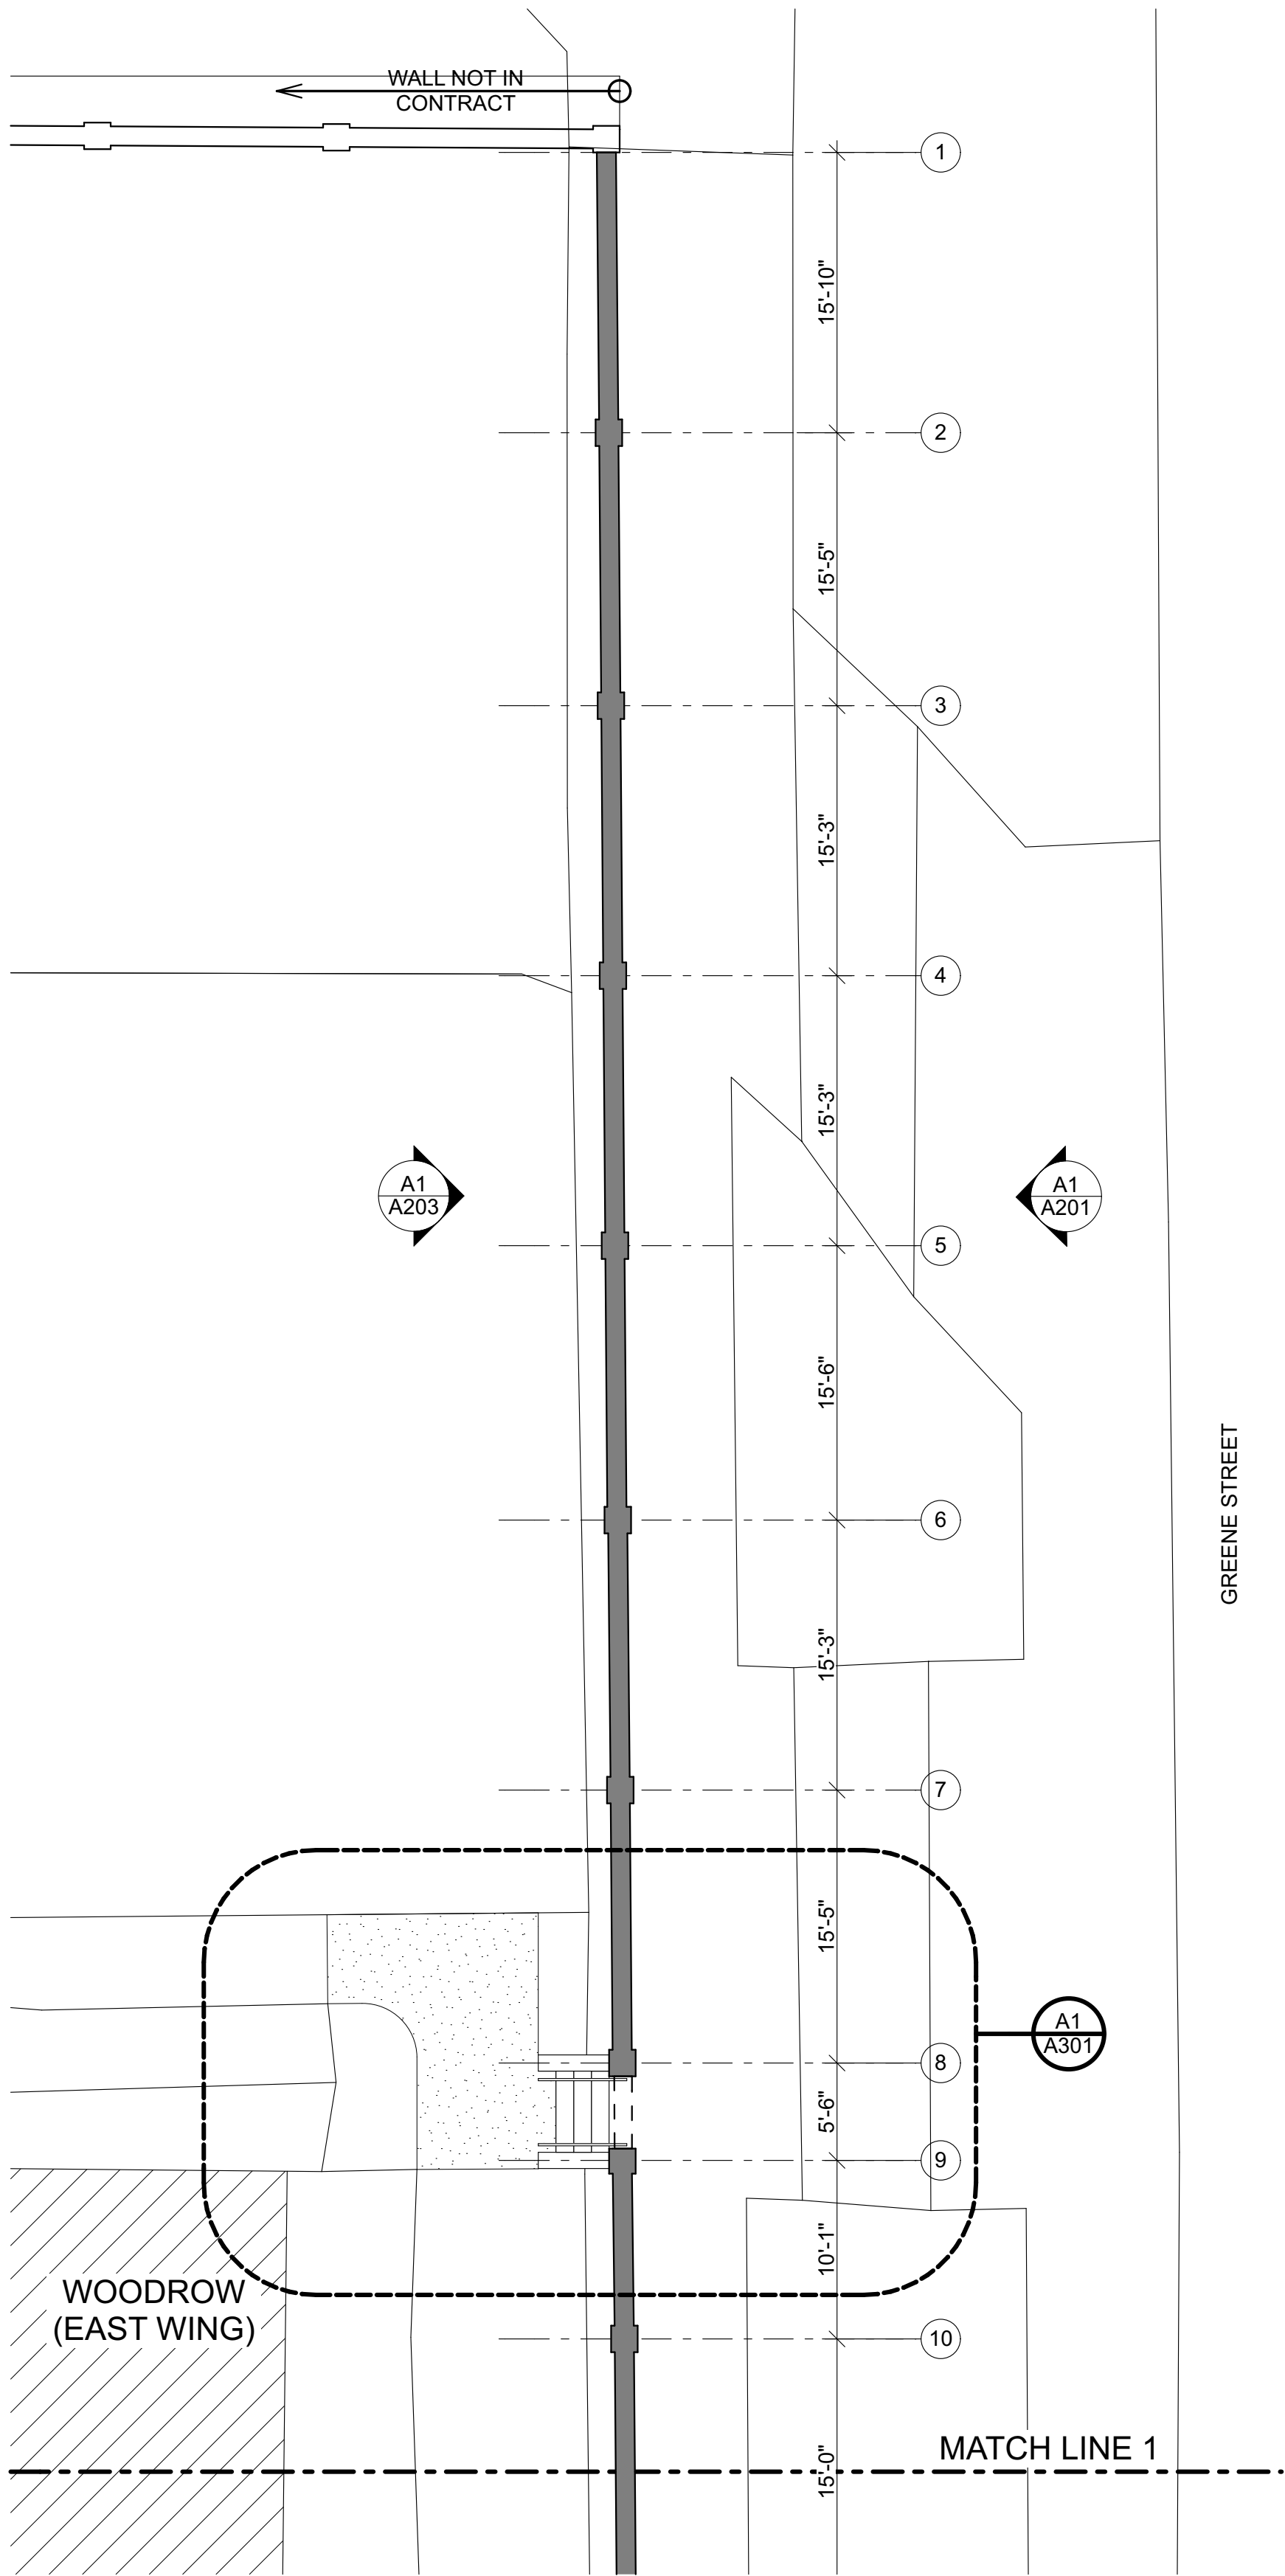 WALL NOT IN
CONTRACT
1
15'-10"
2
15'-5"
3
15'-3"
4
15'-3"
A1
A203
A1
A201
5
15'-6"
GREENE STREET
6
15'-3"
7
15'-5"
A1
A301
8
5'-6"
9
10'-1"
WOODROW
(EAST WING)
10
MATCH LINE 1
15'-0"